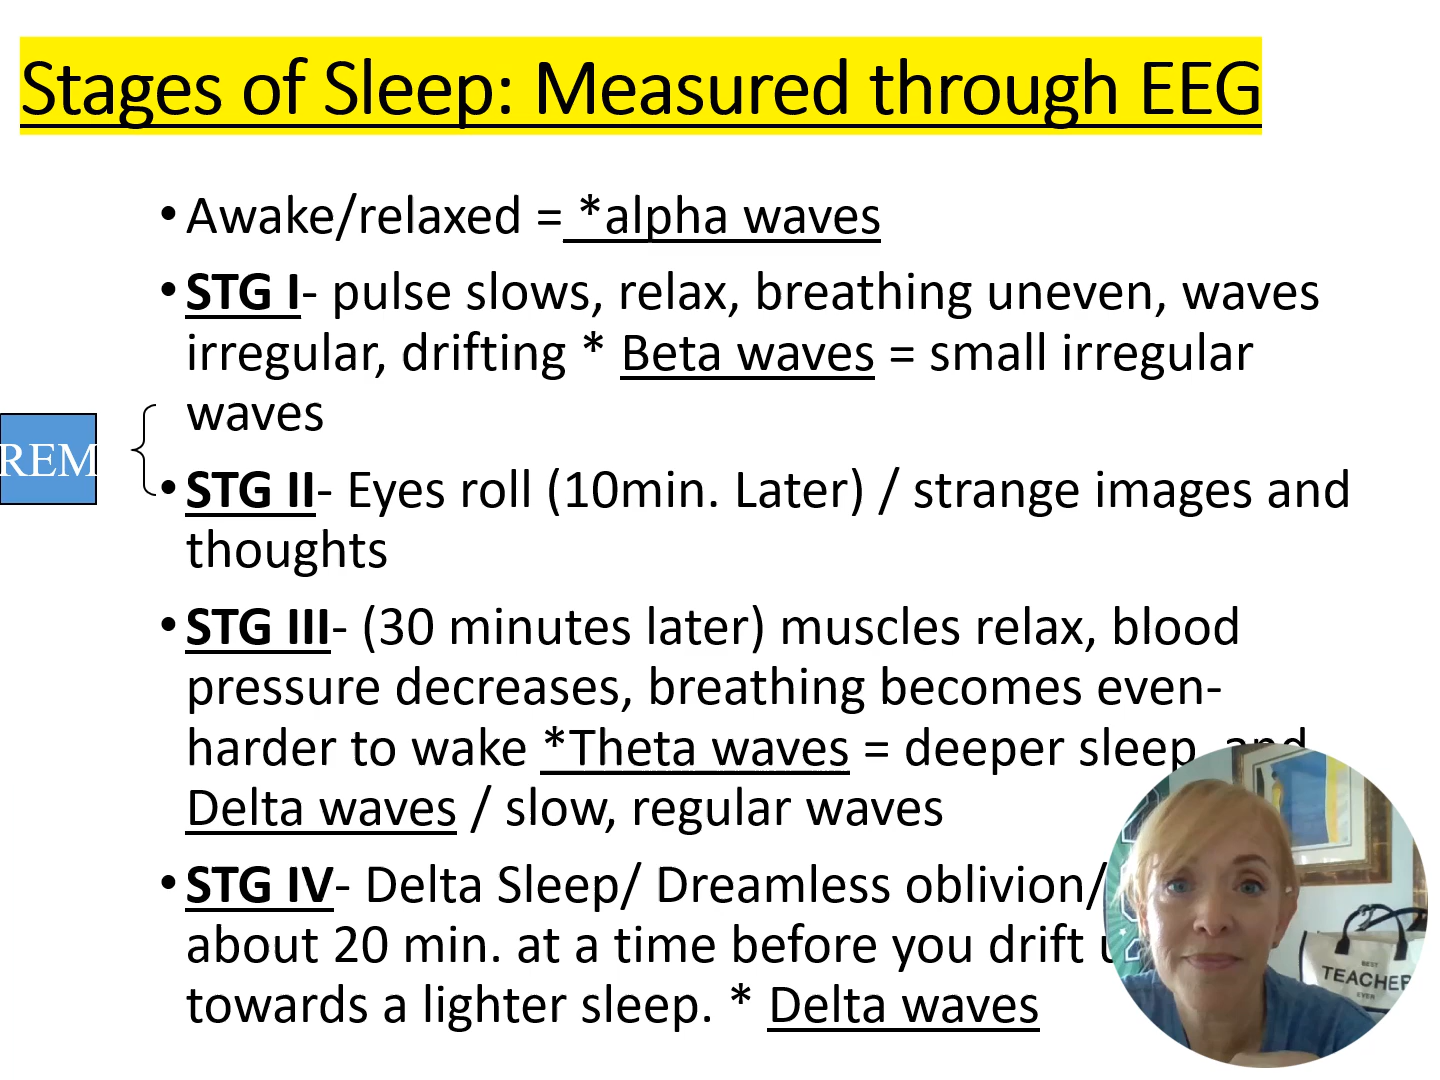 Stages of Sleep: Measured through EEG
•Awake/relaxed = *alpha waves
•STG I- pulse slows, relax, breathing uneven, waves
irregular, drifting * Beta waves = small irregular
waves
REM
•STG II- Eyes roll (10min. Later) / strange images and
thoughts
•STG III- (30 minutes later) muscles relax, blood
pressure decreases, breathing becomes even-
harder to wake *Theta waves = deeper sleep, and
Delta waves / slow, regular waves
•STG IV- Delta Sleep/ Dreamless oblivion/
about 20 min. at a time before you drift
towards a lighter sleep. * Delta waves
BEST
TEACHER
EVER